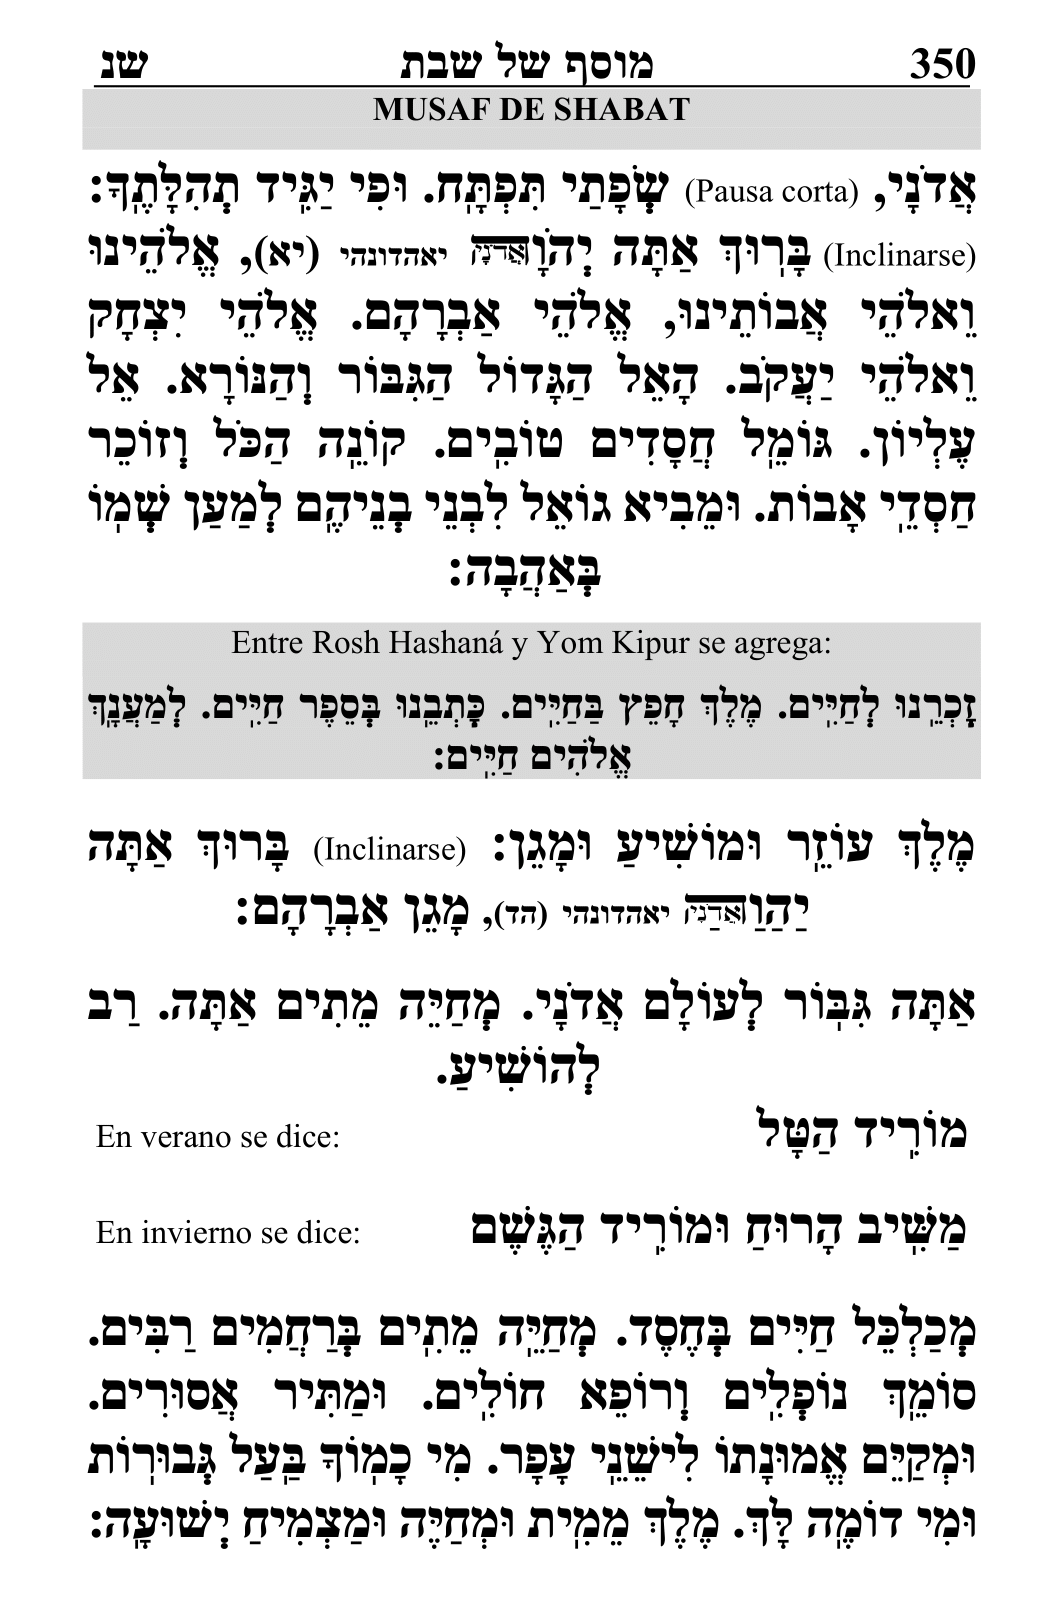 350 מוסף של שבת שנ
MUSAF DE SHABAT
אֲדֹנָי, (Pausa corta) שְׂפָתַי תִּפְתָּח. וּפִי יַגִּיד תְּהִלָּתֶךָ:
(Inclinarse) בָּרוּךְ אַתָּה יְהֹוָאדֹנָי יאהדונהי (יא), אֱלֹהֵינוּ
וֵאלֹהֵי אֲבוֹתֵינוּ, אֱלֹהֵי אַבְרָהָם. אֱלֹהֵי יִצְחָק
וֵאלֹהֵי יַעֲקֹב. הָאֵל הַגָּדוֹל הַגִּבּוֹר וְהַנּוֹרָא. אֵל
עֶלְיוֹן. גּוֹמֵל חֲסָדִים טוֹבִים. קוֹנֵה הַכֹּל וְזוֹכֵר
חַסְדֵי אָבוֹת. וּמֵבִיא גוֹאֵל לִבְנֵי בְנֵיהֶם לְמַעַן שְׁמוֹ
בְּאַהֲבָה:
Entre Rosh Hashaná y Yom Kipur se agrega:
זָכְרֵנוּ לְחַיִּים. מֶלֶךְ חָפֵץ בַּחַיִּים. כָּתְבֵנוּ בְּסֵפֶר חַיִּים. לְמַעֲנָךְ
אֱלֹהִים חַיִּים:
מֶלֶךְ עוֹזֵר וּמוֹשִׁיעַ וּמָגֵן: (Inclinarse) בָּרוּךְ אַתָּה
יַהַוַאֲדַנָי יאהדונהי (הד), מָגֵן אַבְרָהָם:
אַתָּה גִּבּוֹר לְעוֹלָם אֲדֹנָי. מְחַיֵּה מֵתִים אַתָּה. רַב
לְהוֹשִׁיעַ.
En verano se dice: מוֹרִיד הַטָּל
En invierno se dice: מַשִּׁיב הָרוּחַ וּמוֹרִיד הַגֶּשֶׁם
מְכַלְכֵּל חַיִּים בְּחֶסֶד. מְחַיֵּה מֵתִים בְּרַחֲמִים רַבִּים.
סוֹמֵךְ נוֹפְלִים וְרוֹפֵא חוֹלִים. וּמַתִּיר אֲסוּרִים.
וּמְקַיֵּם אֱמוּנָתוֹ לִישֵׁנֵי עָפָר. מִי כָמוֹךָ בַּעַל גְּבוּרוֹת
וּמִי דוֹמֶה לָּךְ. מֶלֶךְ מֵמִית וּמְחַיֶּה וּמַצְמִיחַ יְשׁוּעָה: